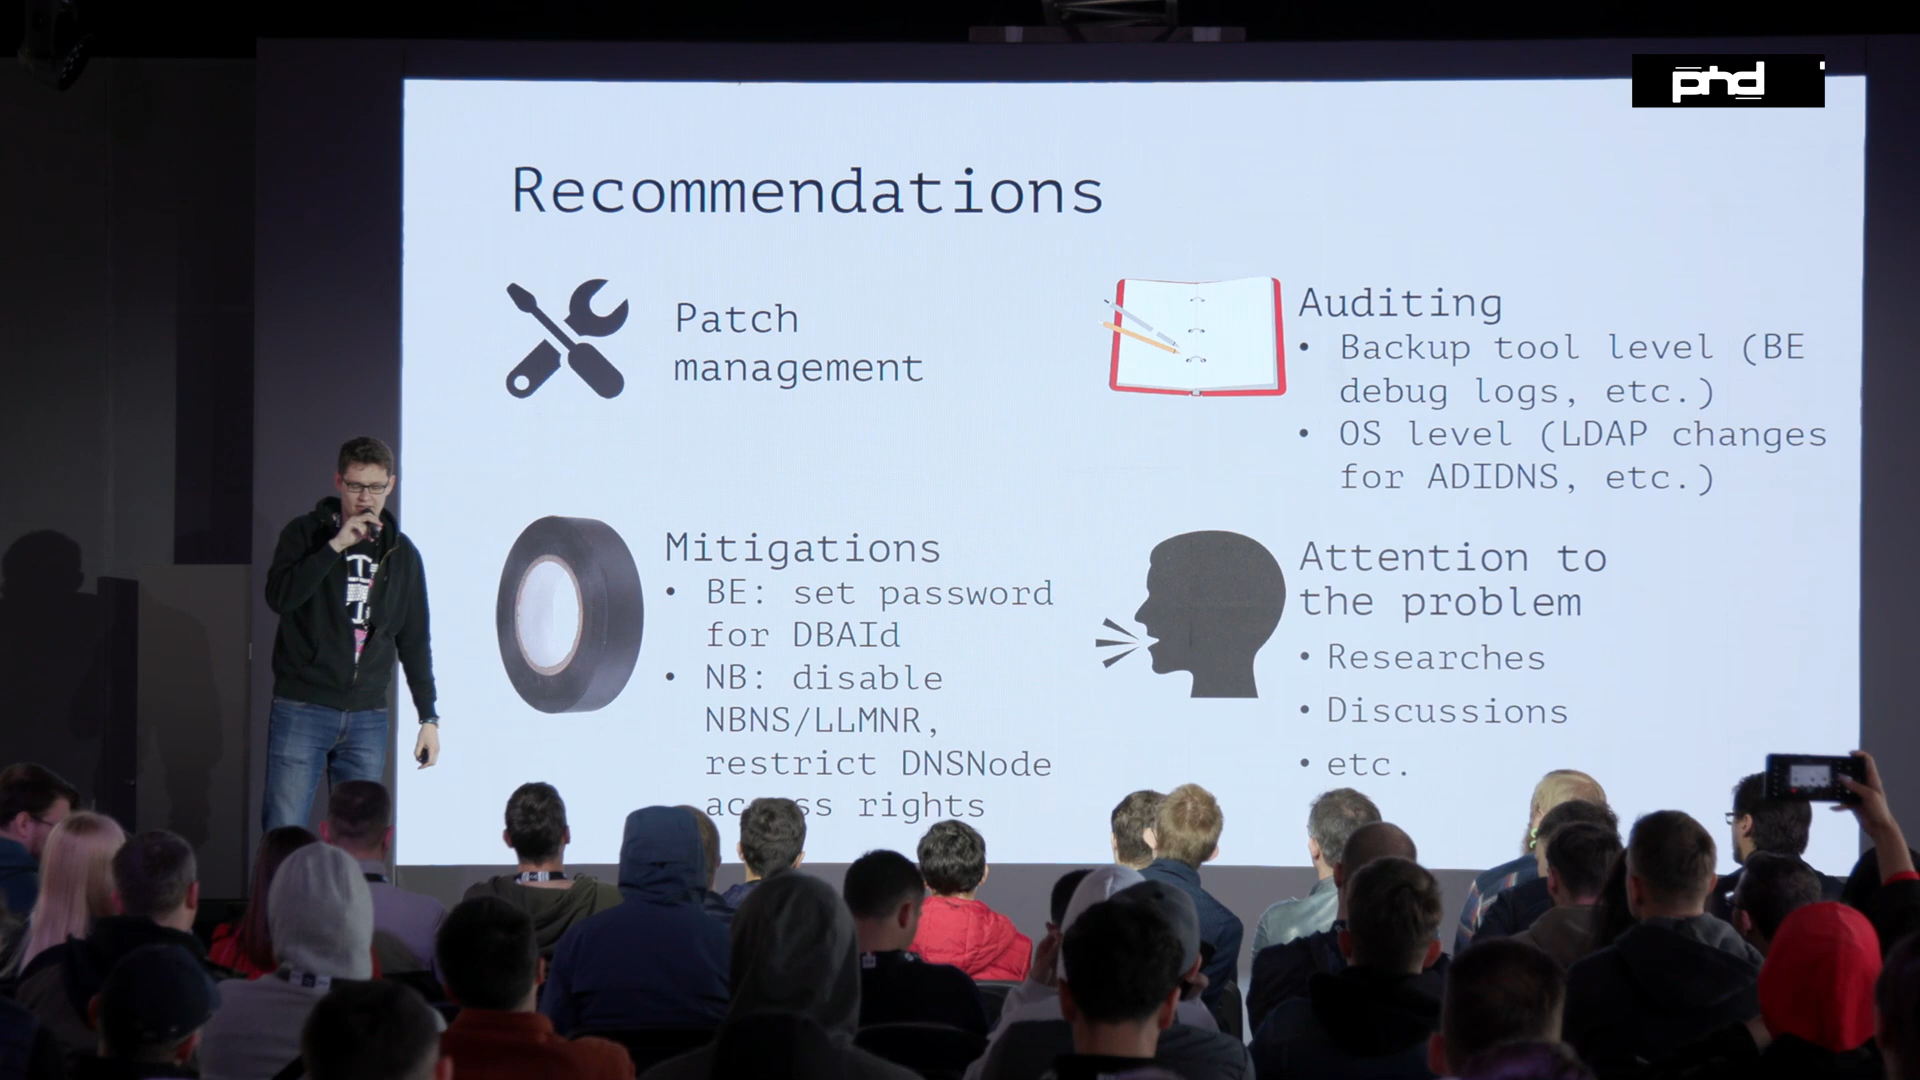 phd
Recommendations
Patch
management
Auditing
• Backup tool level (BE
debug logs, etc.)
• OS level (LDAP changes
for ADIDNS, etc.)
Mitigations
• BE: set password
for DBAId
• NB: disable
NBNS/LLMNR,
restrict DNSNode
access rights
Attention to
the problem
• Researches
• Discussions
• etc.